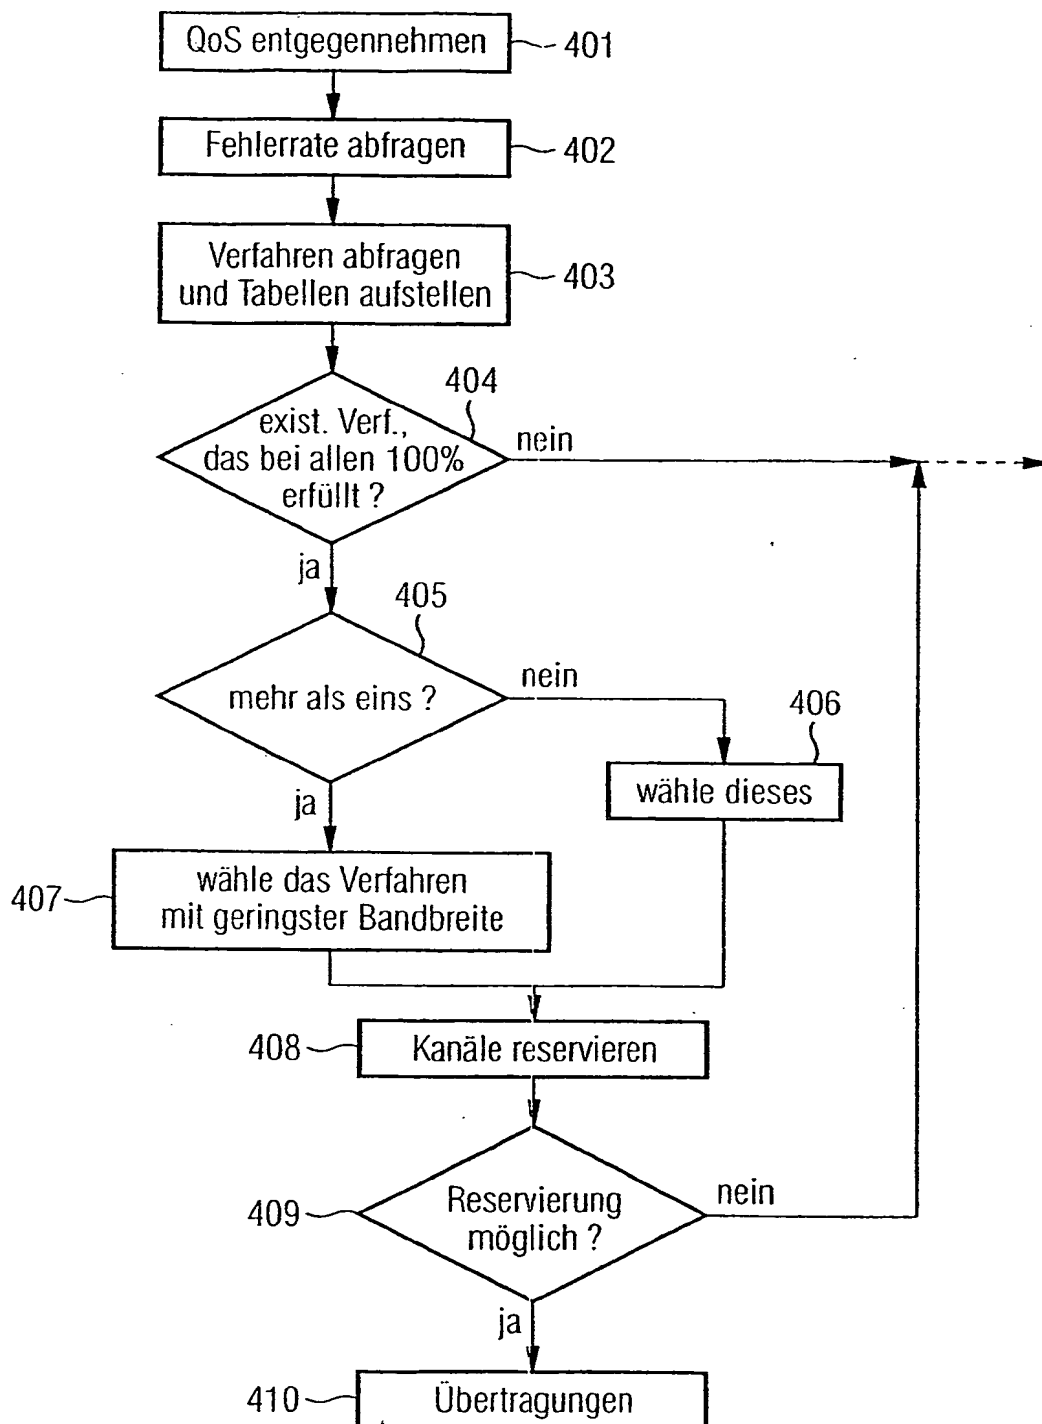 QoS entgegennehmen
401
Fehlerrate abfragen
402
Verfahren abfragen
und Tabellen aufstellen
403
404
exist. Verf.,
das bei allen 100%
erfüllt ?
nein
ja
405
mehr als eins ?
nein
406
wähle dieses
ja
407
wähle das Verfahren
mit geringster Bandbreite
408
Kanäle reservieren
409
Reservierung
möglich ?
nein
ja
410
Übertragungen